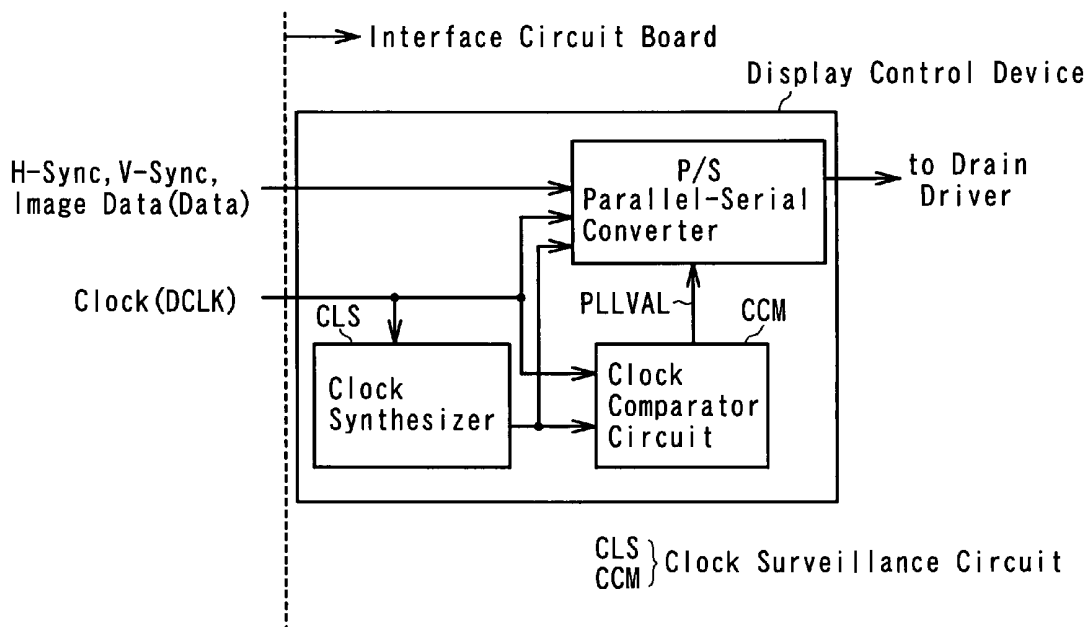 Interface Circuit Board
Display Control Device
H-Sync, V-Sync,
Image Data(Data)
P/S
Parallel-Serial
Converter
to Drain
Driver
Clock(DCLK)
PLLVAL
CLS
CCM
Clock
Synthesizer
Clock
Comparator
Circuit
CLS
CCM
Clock Surveillance Circuit